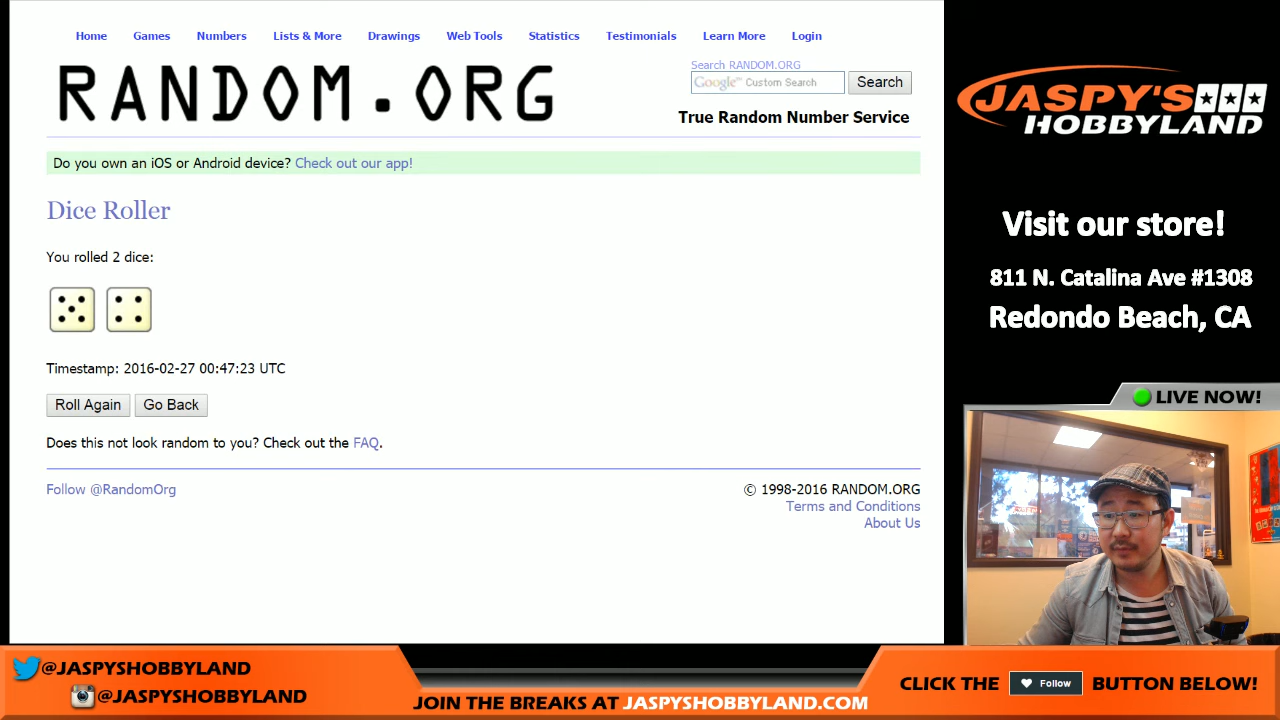 Home Games Numbers Lists & More Drawings Web Tools Statistics Testimonials Learn More Login
RANDOM.ORG
Search RANDOM.ORG
Google™ Custom Search Search
True Random Number Service
Do you own an iOS or Android device? Check out our app!
Dice Roller
You rolled 2 dice:
Timestamp: 2016-02-27 00:47:23 UTC
Roll Again Go Back
Does this not look random to you? Check out the FAQ.
Follow @RandomOrg
© 1998-2016 RANDOM.ORG
Terms and Conditions
About Us
JASPY'S
HOBBYLAND
Visit our store!
811 N. Catalina Ave #1308
Redondo Beach, CA
LIVE NOW!
@JASPYSHOBBYLAND
@JASPYSHOBBYLAND
JOIN THE BREAKS AT JASPYSHOBBYLAND.COM
CLICK THE Follow BUTTON BELOW!